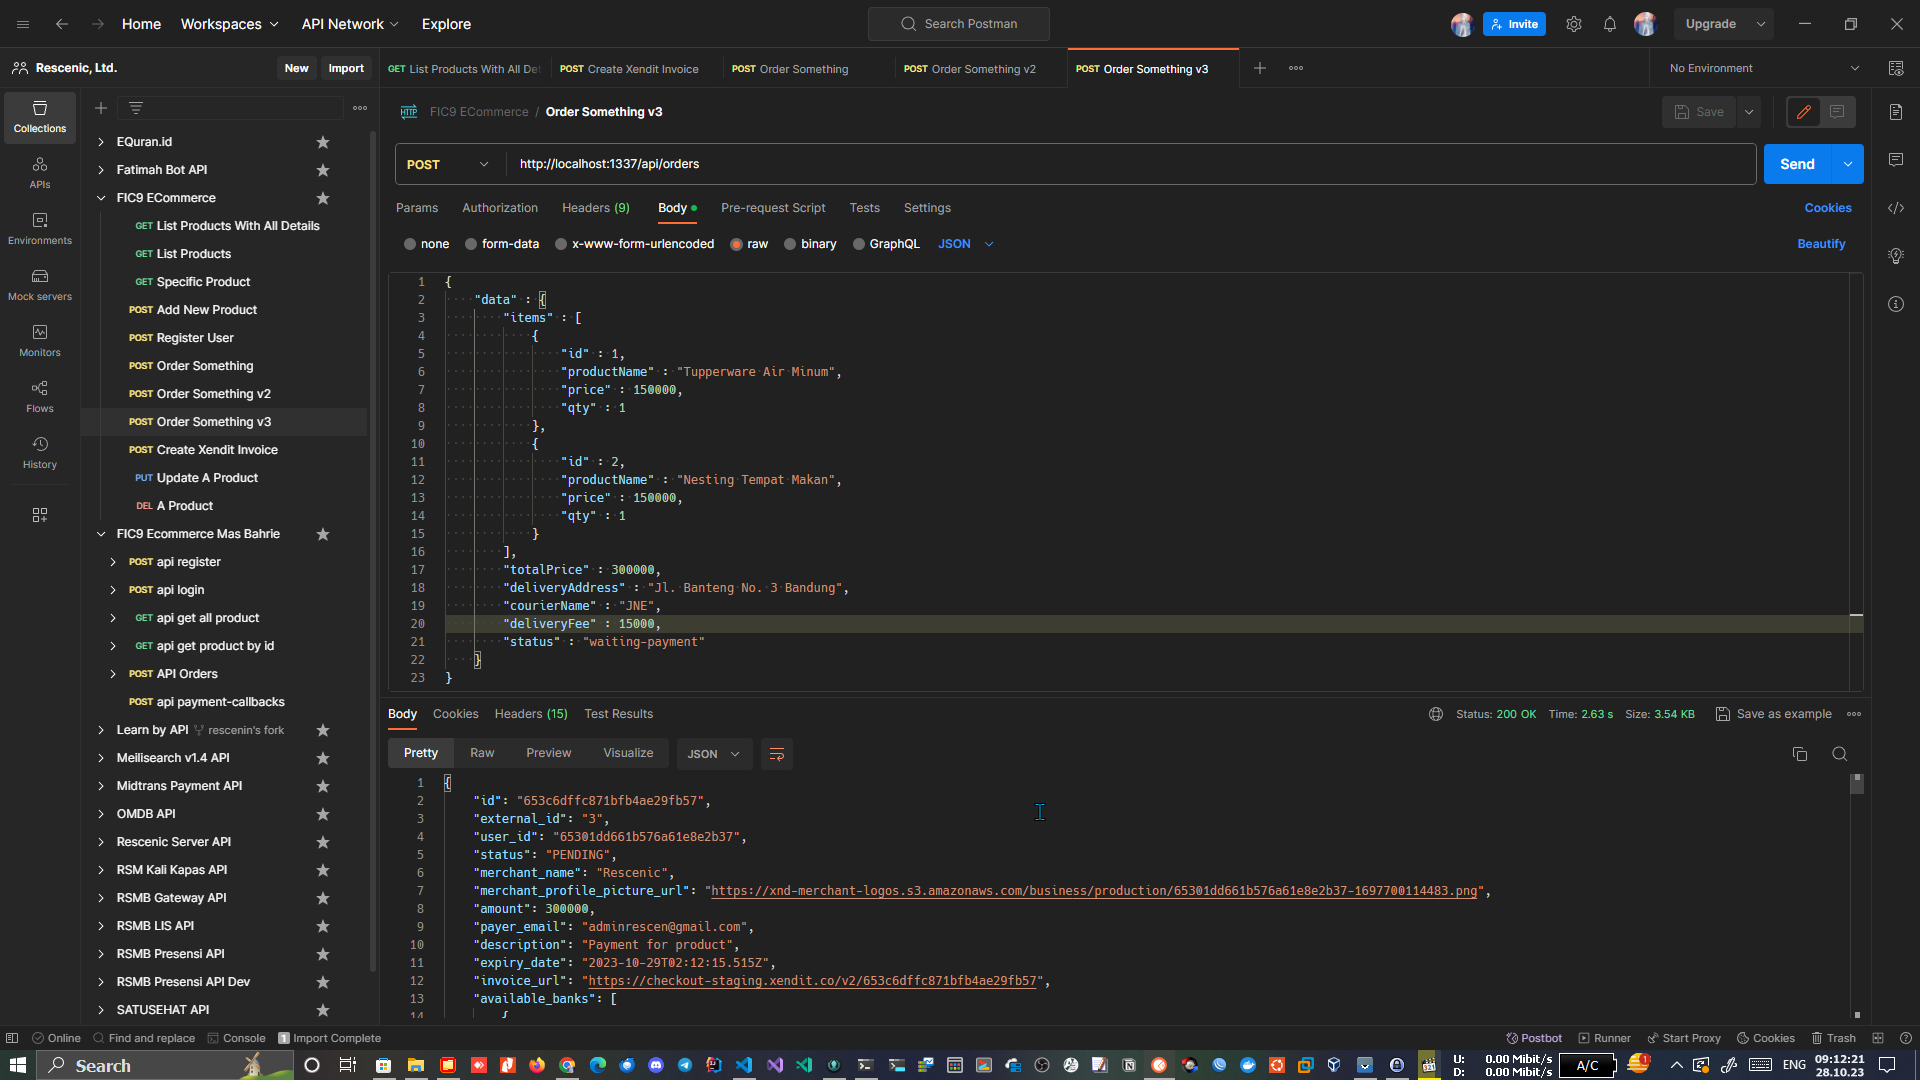 Home
Workspaces
API Network
Explore
Search Postman
Invite
Upgrade
Rescenic, Ltd.
New
Import
GET List Products With All Det
POST Create Xendit Invoice
POST Order Something
POST Order Something v2
POST Order Something v3
No Environment
Collections
APIs
Environments
Mock servers
Monitors
Flows
History
EQuran.id
Fatimah Bot API
FIC9 ECommerce
GET List Products With All Details
GET List Products
GET Specific Product
POST Add New Product
POST Register User
POST Order Something
POST Order Something v2
POST Order Something v3
POST Create Xendit Invoice
PUT Update A Product
DEL A Product
FIC9 Ecommerce Mas Bahrie
POST api register
POST api login
GET api get all product
GET api get product by id
POST API Orders
POST api payment-callbacks
Learn by API rescenin's fork
Meilisearch v1.4 API
Midtrans Payment API
OMDB API
Rescenic Server API
RSM Kali Kapas API
RSMB Gateway API
RSMB LIS API
RSMB Presensi API
RSMB Presensi API Dev
SATUSEHAT API
HTTP FIC9 ECommerce / Order Something v3
Save
POST http://localhost:1337/api/orders
Send
Params Authorization Headers (9) Body Pre-request Script Tests Settings
Cookies
none form-data x-www-form-urlencoded raw binary GraphQL JSON
Beautify
1 {
2 "data" : {
3 "items" : [
4 {
5 "id" : 1,
6 "productName" : "Tupperware Air Minum",
7 "price" : 150000,
8 "qty" : 1
9 },
10 {
11 "id" : 2,
12 "productName" : "Nesting Tempat Makan",
13 "price" : 150000,
14 "qty" : 1
15 }
16 ],
17 "totalPrice" : 300000,
18 "deliveryAddress" : "Jl. Banteng No. 3 Bandung",
19 "courierName" : "JNE",
20 "deliveryFee" : 15000,
21 "status" : "waiting-payment"
22 }
23 }
Body Cookies Headers (15) Test Results
Status: 200 OK Time: 2.63 s Size: 3.54 KB
Save as example
Pretty Raw Preview Visualize JSON
1 {
2 "id": "653c6dffc871bfb4ae29fb57",
3 "external_id": "3",
4 "user_id": "65301dd661b576a61e8e2b37",
5 "status": "PENDING",
6 "merchant_name": "Rescenic",
7 "merchant_profile_picture_url": "https://xnd-merchant-logos.s3.amazonaws.com/business/production/65301dd661b576a61e8e2b37-1697700114483.png",
8 "amount": 300000,
9 "payer_email": "adminrescen@gmail.com",
10 "description": "Payment for product",
11 "expiry_date": "2023-10-29T02:12:15.515Z",
12 "invoice_url": "https://checkout-staging.xendit.co/v2/653c6dffc871bfb4ae29fb57",
13 "available_banks": [
14 {
Online
Find and replace
Console
1 Import Complete
Postbot
Runner
Start Proxy
Cookies
Trash
Search
U: 0.00 Mibit/s
D: 0.00 Mibit/s
A/C
1
ENG
09:12:21
28.10.23